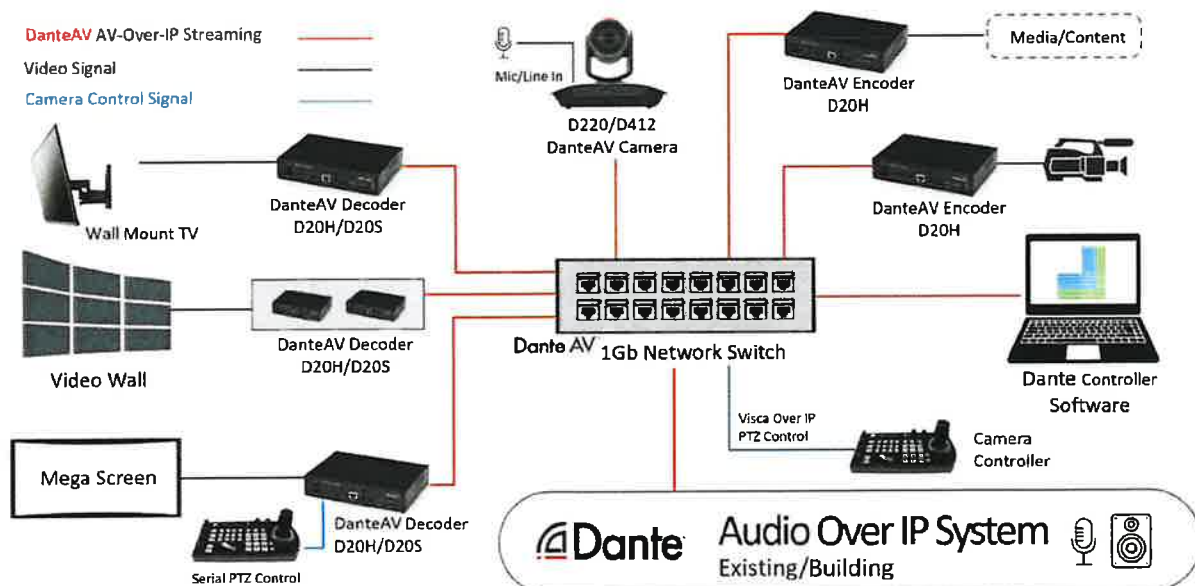 DanteAV AV-Over-IP Streaming
Video Signal
Camera Control Signal
Mic/Line In
D220/D412
DanteAV Camera
DanteAV Encoder
D20H
Media/Content
DanteAV Encoder
D20H
DanteAV Decoder
D20H/D20S
Wall Mount TV
DanteAV Decoder
D20H/D20S
Video Wall
Dante AV
1Gb Network Switch
Dante Controller
Software
Visca Over IP
PTZ Control
Camera
Controller
Mega Screen
DanteAV Decoder
D20H/D20S
Serial PTZ Control
Dante
Audio Over IP System
Existing/Building